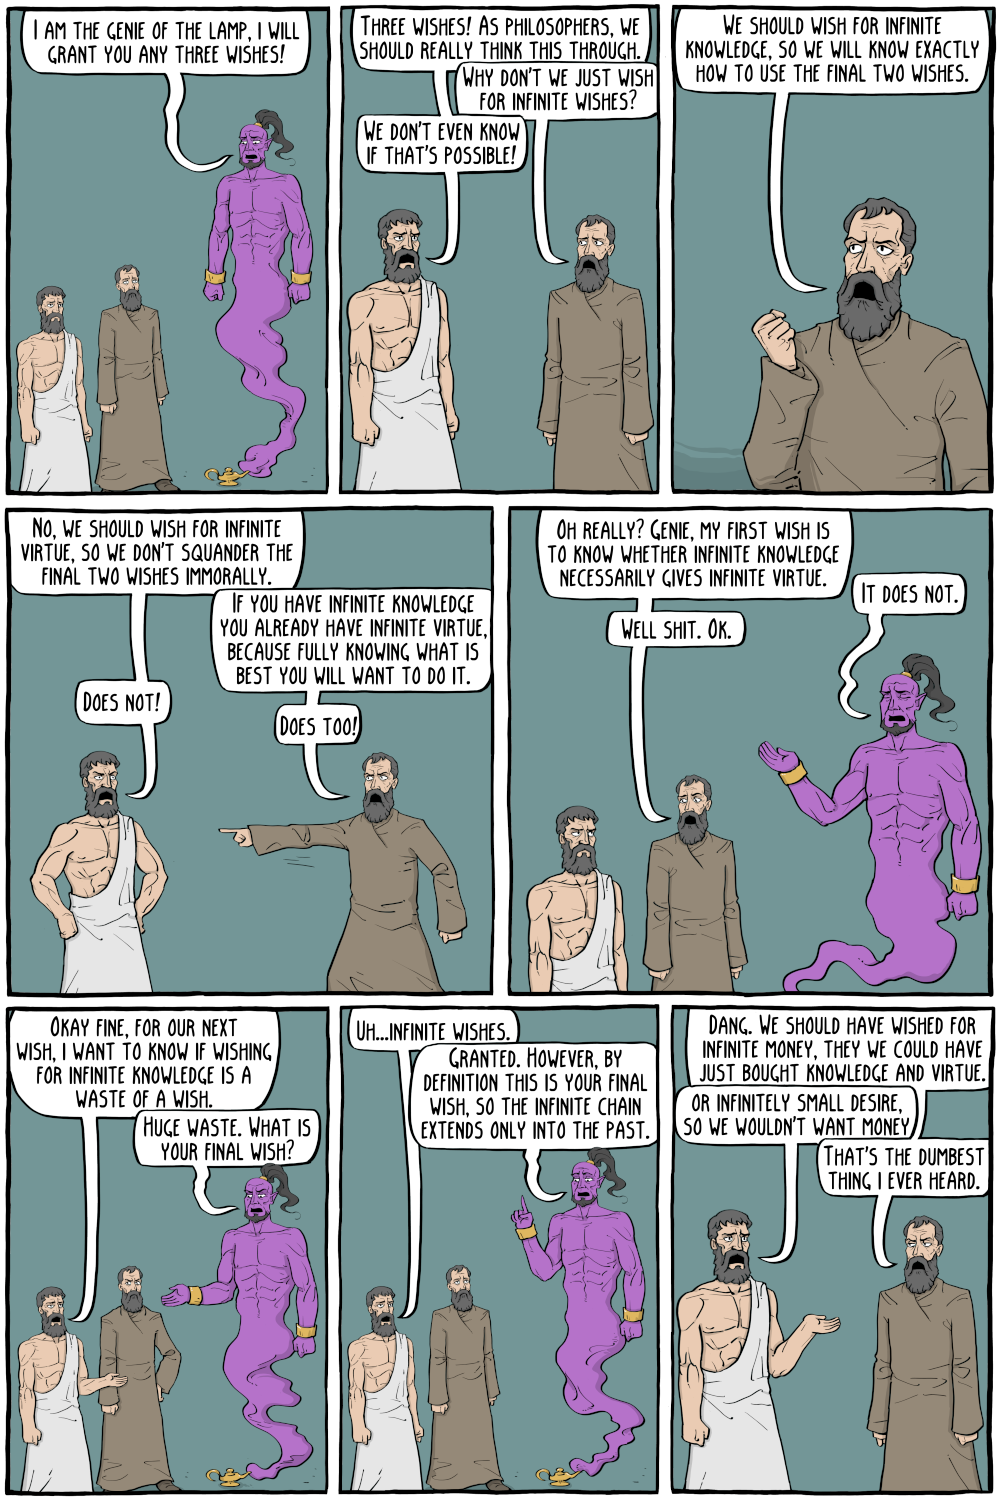 I am the genie of the lamp, I will
grant you any three wishes!
Three wishes! As philosophers, we
should really think this through.
Why don't we just wish
for infinite wishes?
We don't even know
if that's possible!
We should wish for infinite
knowledge, so we will know exactly
how to use the final two wishes.
No, we should wish for infinite
virtue, so we don't squander the
final two wishes immorally.
If you have infinite knowledge
you already have infinite virtue,
because fully knowing what is
best you will want to do it.
Does not!
Does too!
Oh really? Genie, my first wish is
to know whether infinite knowledge
necessarily gives infinite virtue.
It does not.
Well shit. Ok.
Okay fine, for our next
wish, I want to know if wishing
for infinite knowledge is a
waste of a wish.
Huge waste. What is
your final wish?
Uh...infinite wishes.
Granted. However, by
definition this is your final
wish, so the infinite chain
extends only into the past.
Dang. We should have wished for
infinite money, they we could have
just bought knowledge and virtue.
or infinitely small desire,
so we wouldn't want money
That's the dumbest
thing I ever heard.